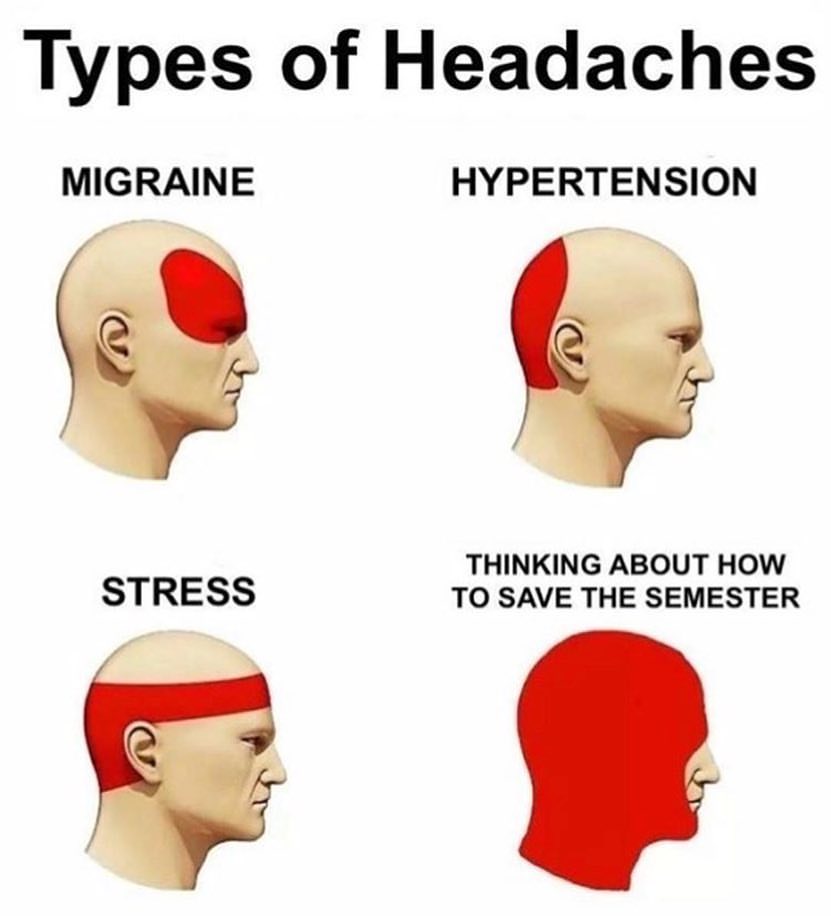 Types of Headaches
MIGRAINE
HYPERTENSION
STRESS
THINKING ABOUT HOW
TO SAVE THE SEMESTER